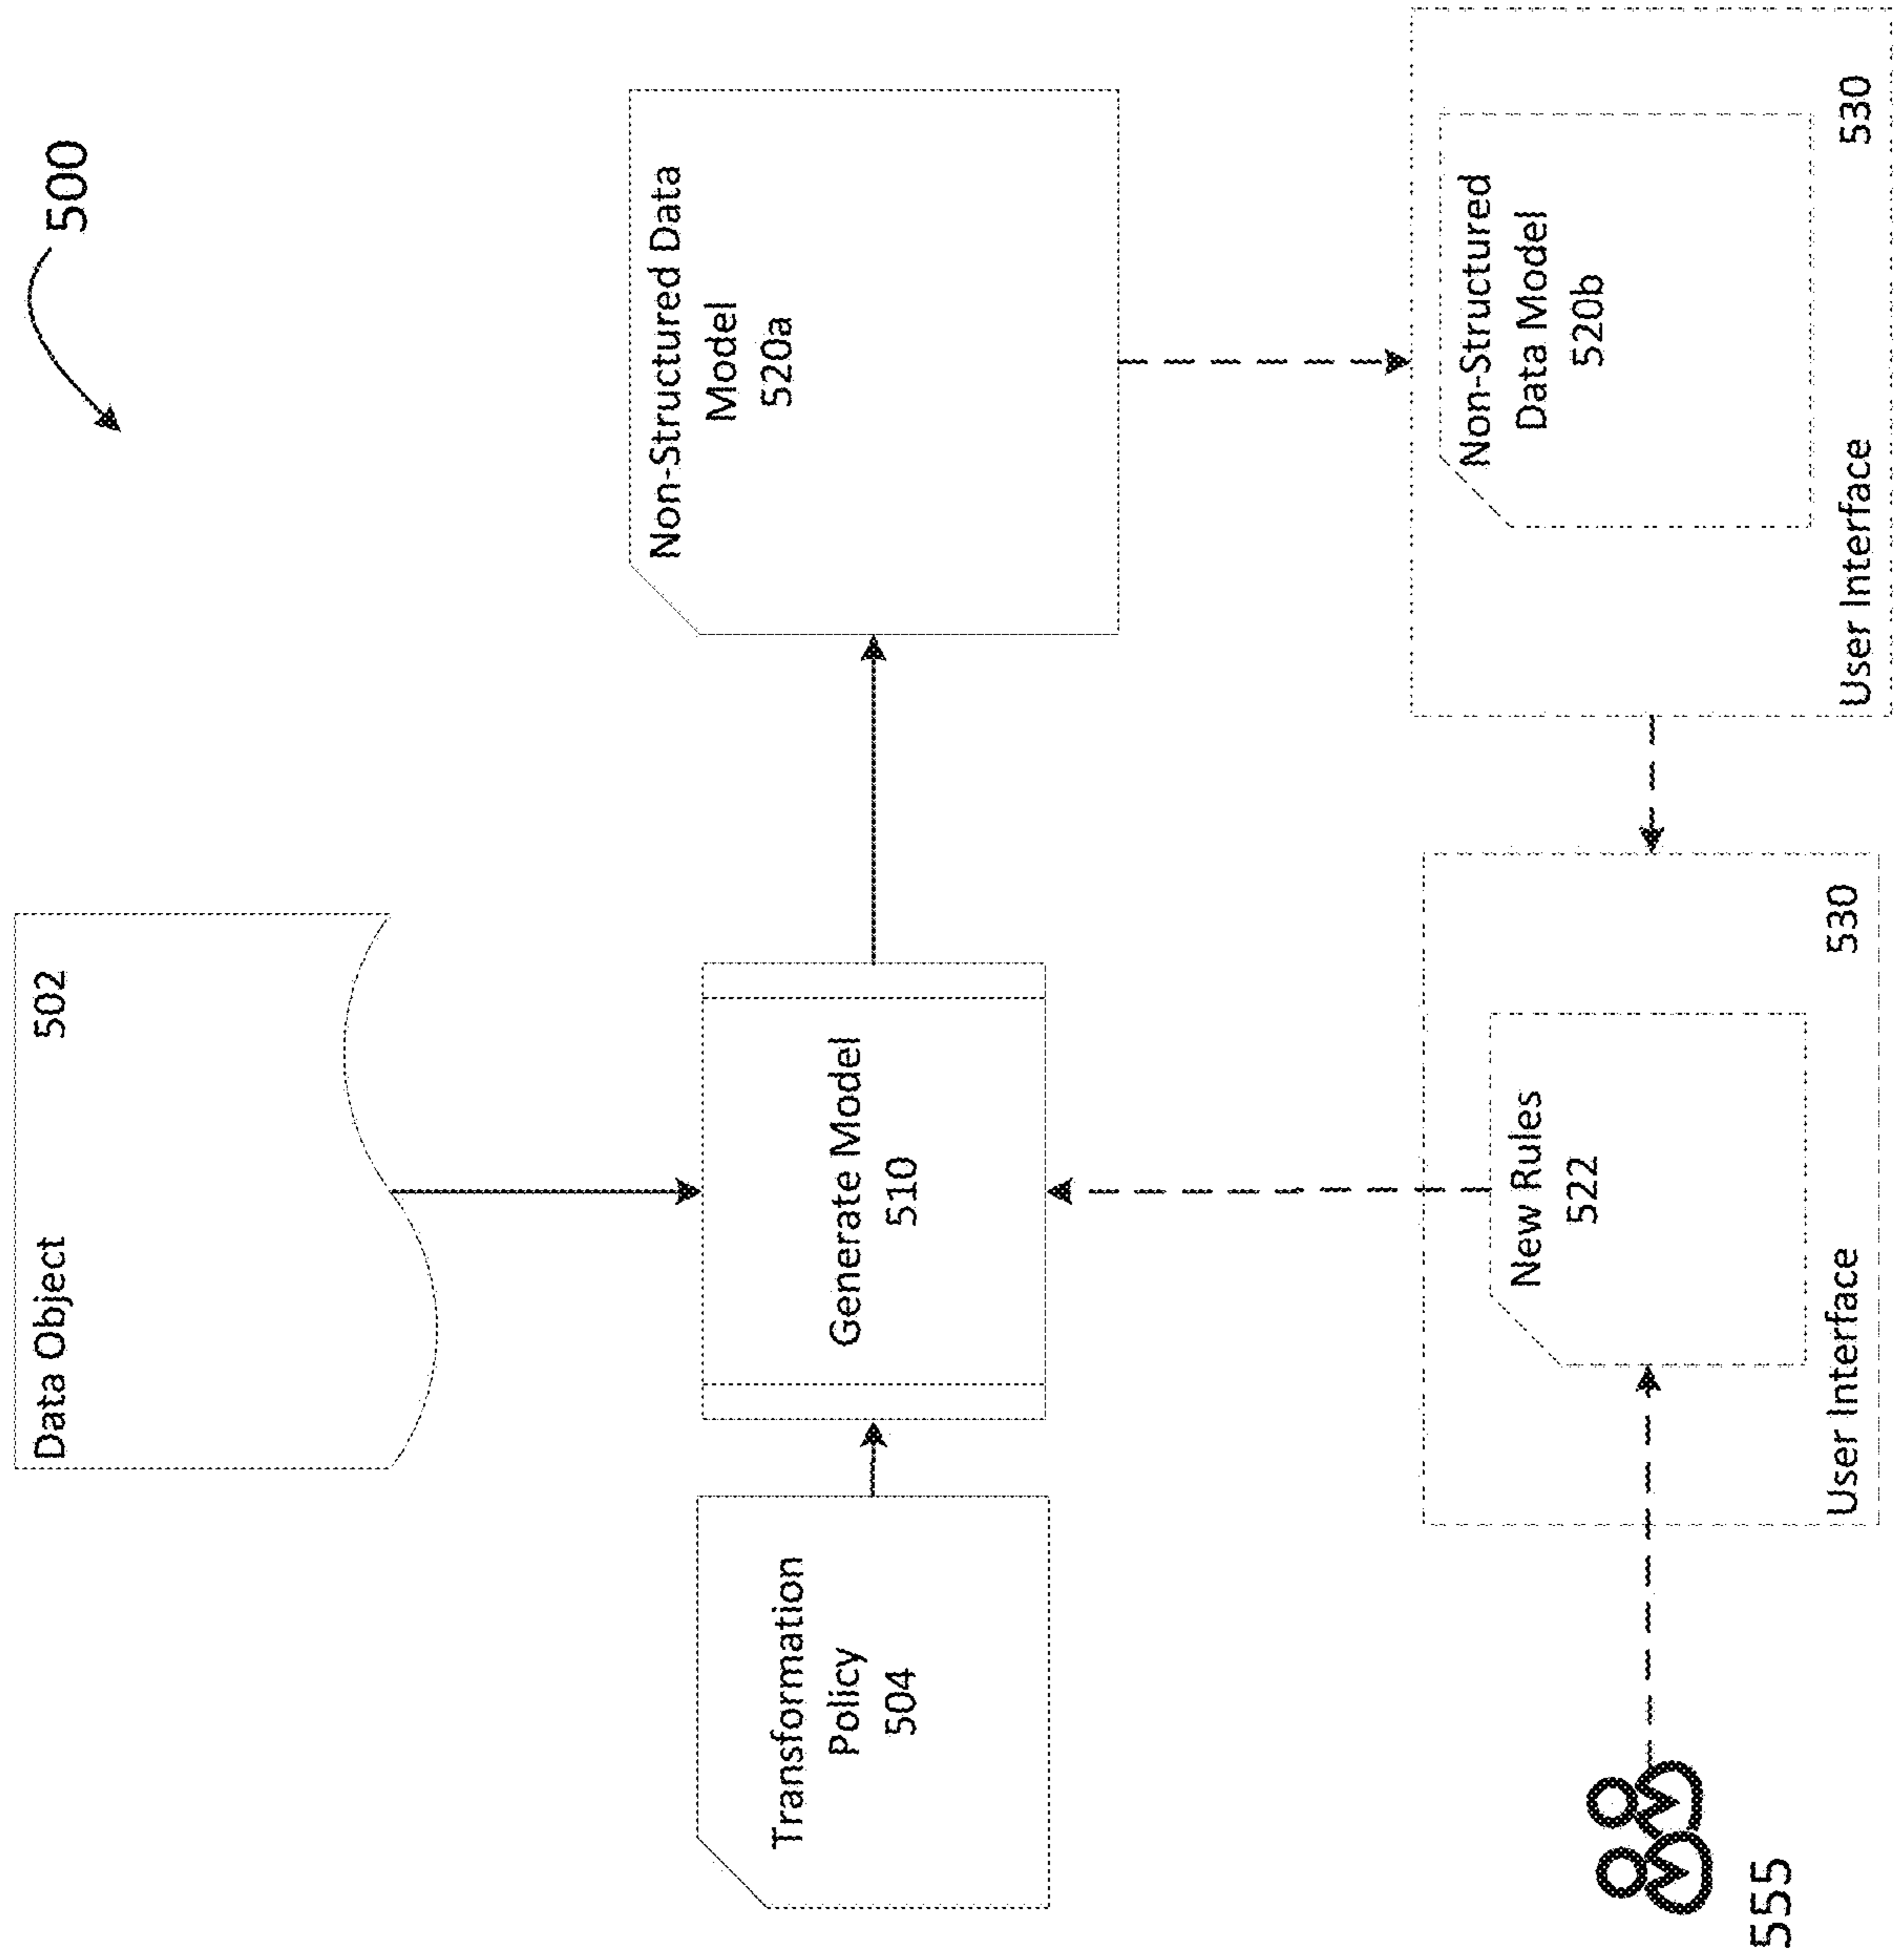 500
Data Object
502
Transformation
Policy
504
Generate Model
510
Non-Structured Data
Model
520a
555
New Rules
522
User Interface
530
Non-Structured
Data Model
520b
User Interface
530